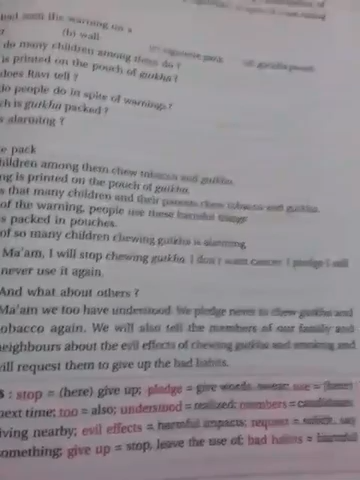 read the warning on
(b) wall
do many children among them do?
is printed on the pouch of gutkha?
does Ravi tell?
do people do in spite of warnings?
ch is gutkha packed?
s alarming?
e pack
hildren among them chew tobacco and gutkha.
ng is printed on the pouch of gutkha.
s that many children and their parents chew tobacco and gutkha.
of the warning, people use these harmful things
s packed in pouches.
of so many children chewing gutkha is alarming
Ma'am, I will stop chewing gutkha. I don't want cancer. I pledge I will
never use it again.
And what about others?
Ma'am we too have understood. We pledge never to chew gutkha and
obacco again. We will also tell the members of our family and
neighbours about the evil effects of chewing gutkha and smoking and
ill request them to give up the bad habits.
s : stop = (here) give up; pledge = give words, swear; use = (here)
next time; too = also; understood = realized; members =
iving nearby; evil effects = harmful impacts; request = say
omething; give up = stop, leave the use of; bad habits = harmful